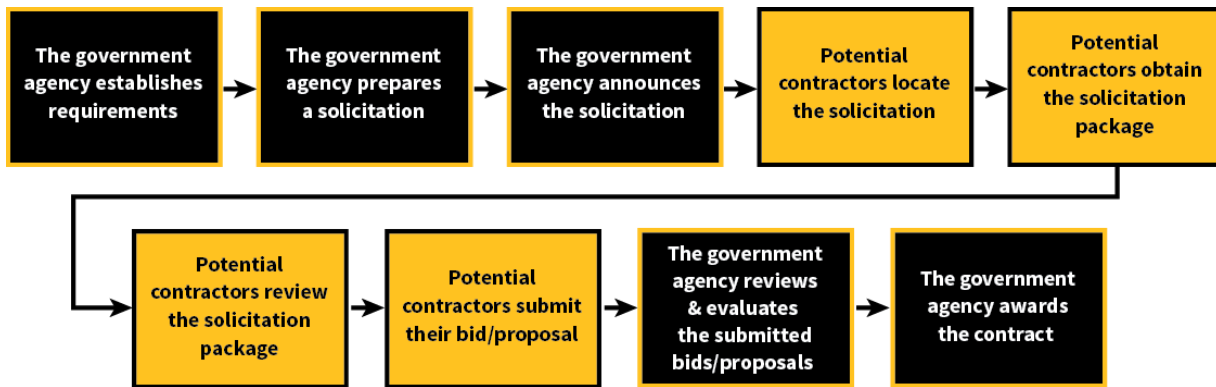 The government
agency establishes
requirements
The government
agency prepares
a solicitation
The government
agency announces
the solicitation
Potential
contractors locate
the solicitation
Potential
contractors obtain
the solicitation
package
Potential
contractors review
the solicitation
package
Potential
contractors submit
their bid/proposal
The government
agency reviews
& evaluates
the submitted
bids/proposals
The government
agency awards
the contract